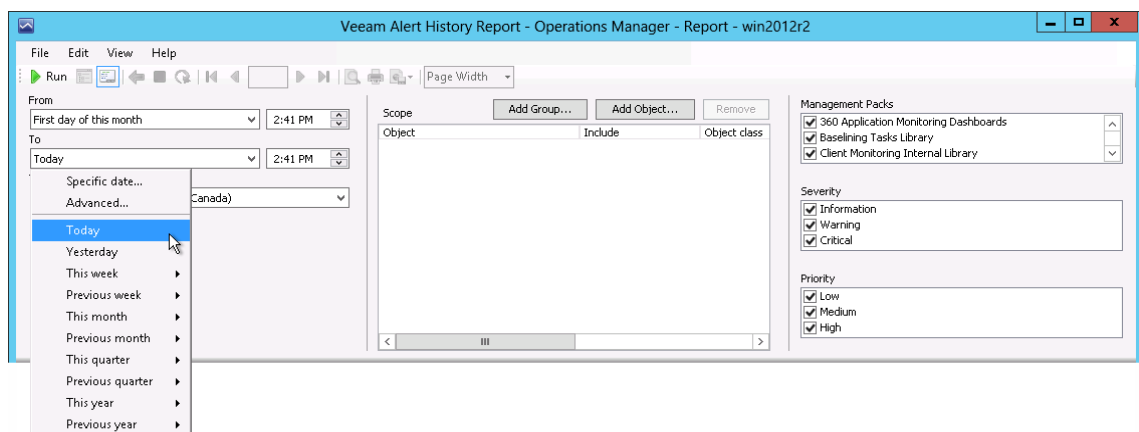 Veeam Alert History Report - Operations Manager - Report - win2012r2
File Edit View Help
Run Page Width
From
First day of this month 2:41 PM
To
Today 2:41 PM
Canada)
Specific date...
Advanced...
Today
Yesterday
This week
Previous week
This month
Previous month
This quarter
Previous quarter
This year
Previous year
Scope Add Group... Add Object... Remove
Object Include Object class
Management Packs
360 Application Monitoring Dashboards
Baselining Tasks Library
Client Monitoring Internal Library
Severity
Information
Warning
Critical
Priority
Low
Medium
High